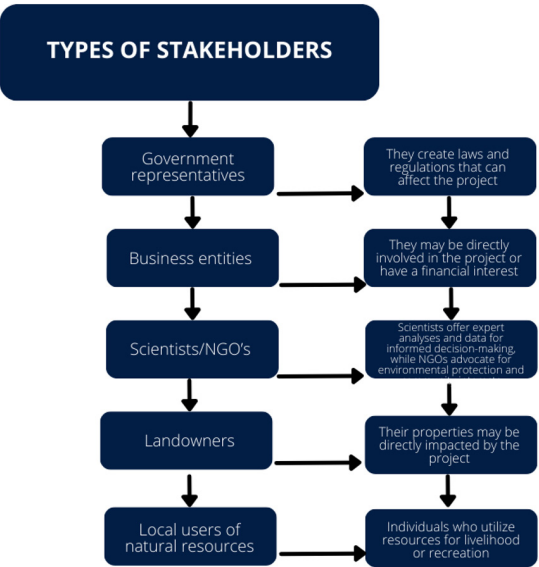 TYPES OF STAKEHOLDERS
Government
representatives
They create laws and
regulations that can
affect the project
Business entities
They may be directly
involved in the project or
have a financial interest
Scientists/NGO's
Scientists offer expert
analyses and data for
informed decision-making,
while NGOs advocate for
environmental protection and
Landowners
Their properties may be
directly impacted by the
project
Local users of
natural resources
Individuals who utilize
resources for livelihood
or recreation